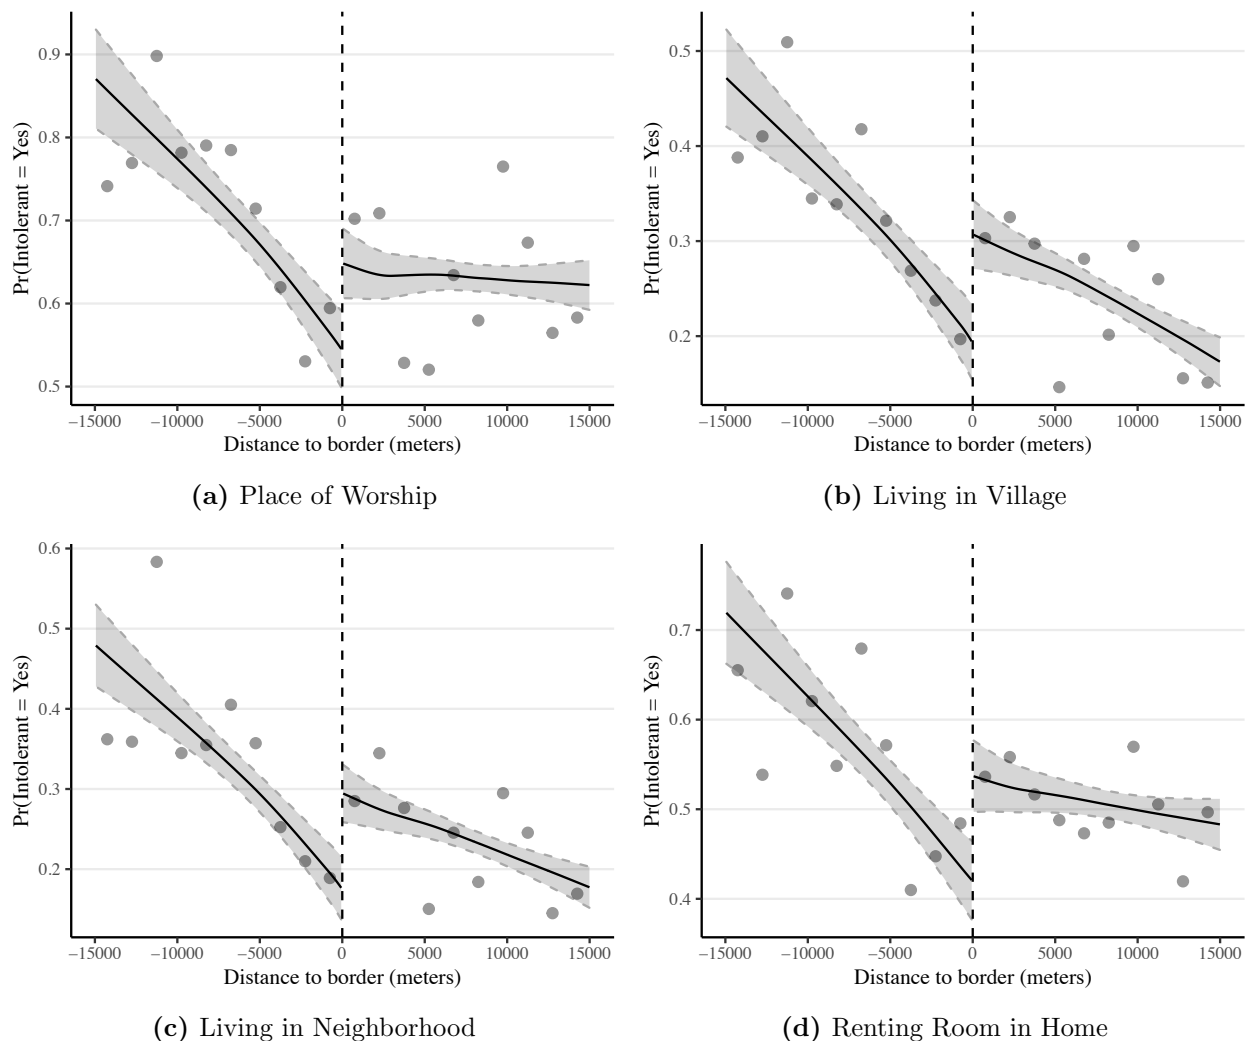 Pr(Intolerant = Yes)
0.9
0.8
0.7
0.6
0.5
−15000 −10000 −5000 0 5000 10000 15000
Distance to border (meters)
(a) Place of Worship
Pr(Intolerant = Yes)
0.5
0.4
0.3
0.2
−15000 −10000 −5000 0 5000 10000 15000
Distance to border (meters)
(b) Living in Village
Pr(Intolerant = Yes)
0.6
0.5
0.4
0.3
0.2
−15000 −10000 −5000 0 5000 10000 15000
Distance to border (meters)
(c) Living in Neighborhood
Pr(Intolerant = Yes)
0.7
0.6
0.5
0.4
−15000 −10000 −5000 0 5000 10000 15000
Distance to border (meters)
(d) Renting Room in Home